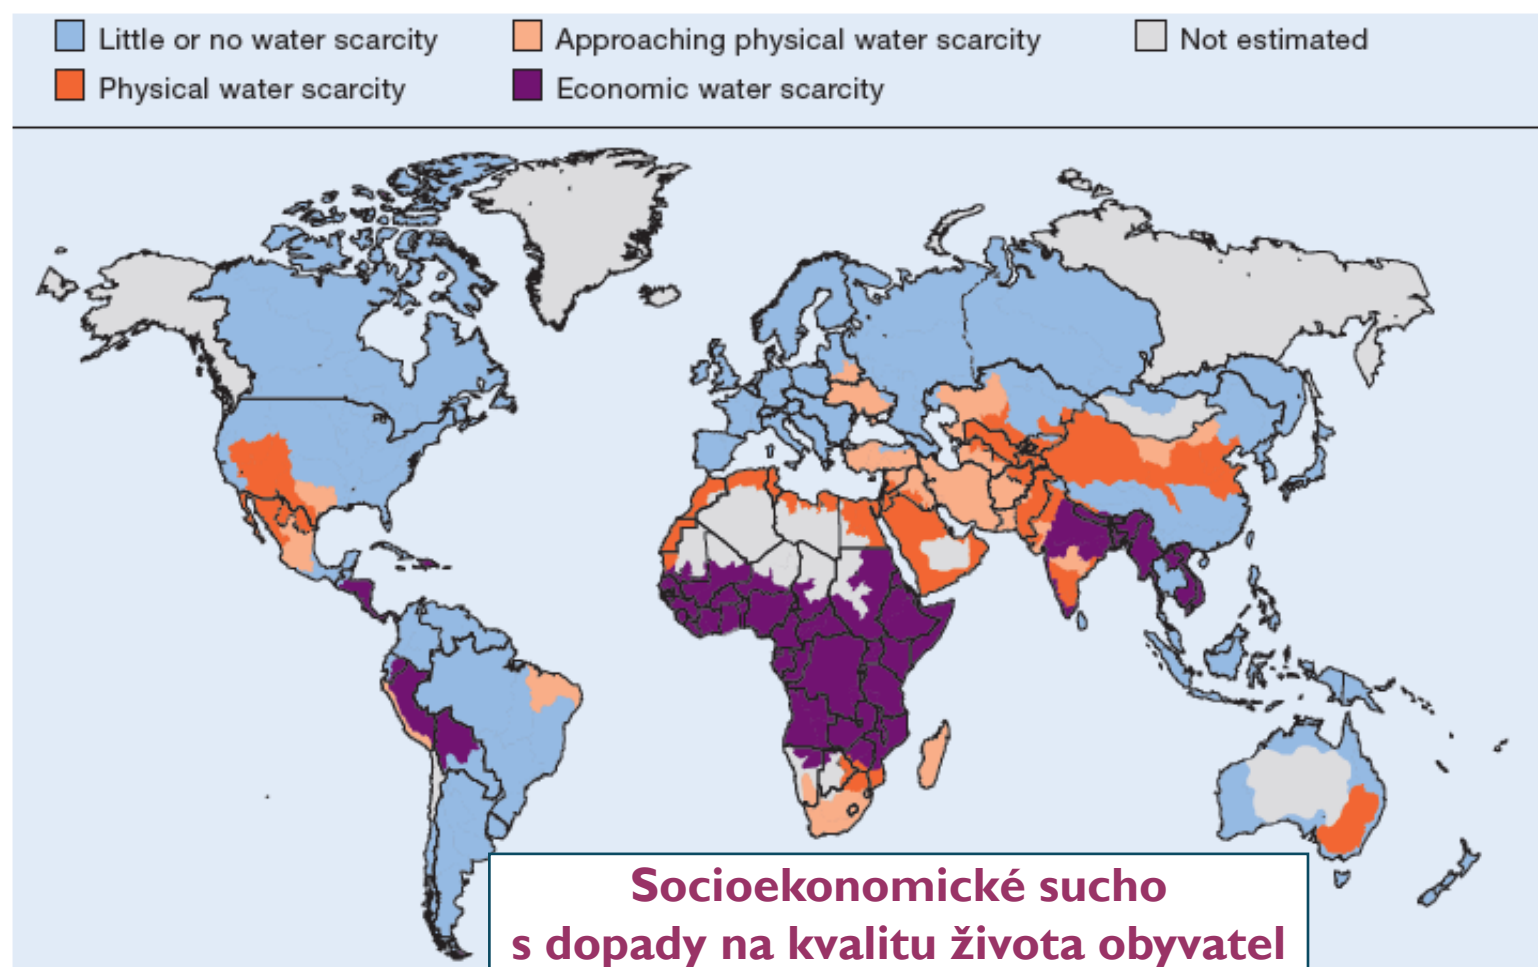 Little or no water scarcity
Approaching physical water scarcity
Not estimated
Physical water scarcity
Economic water scarcity
Socioekonomické sucho
s dopady na kvalitu života obyvatel